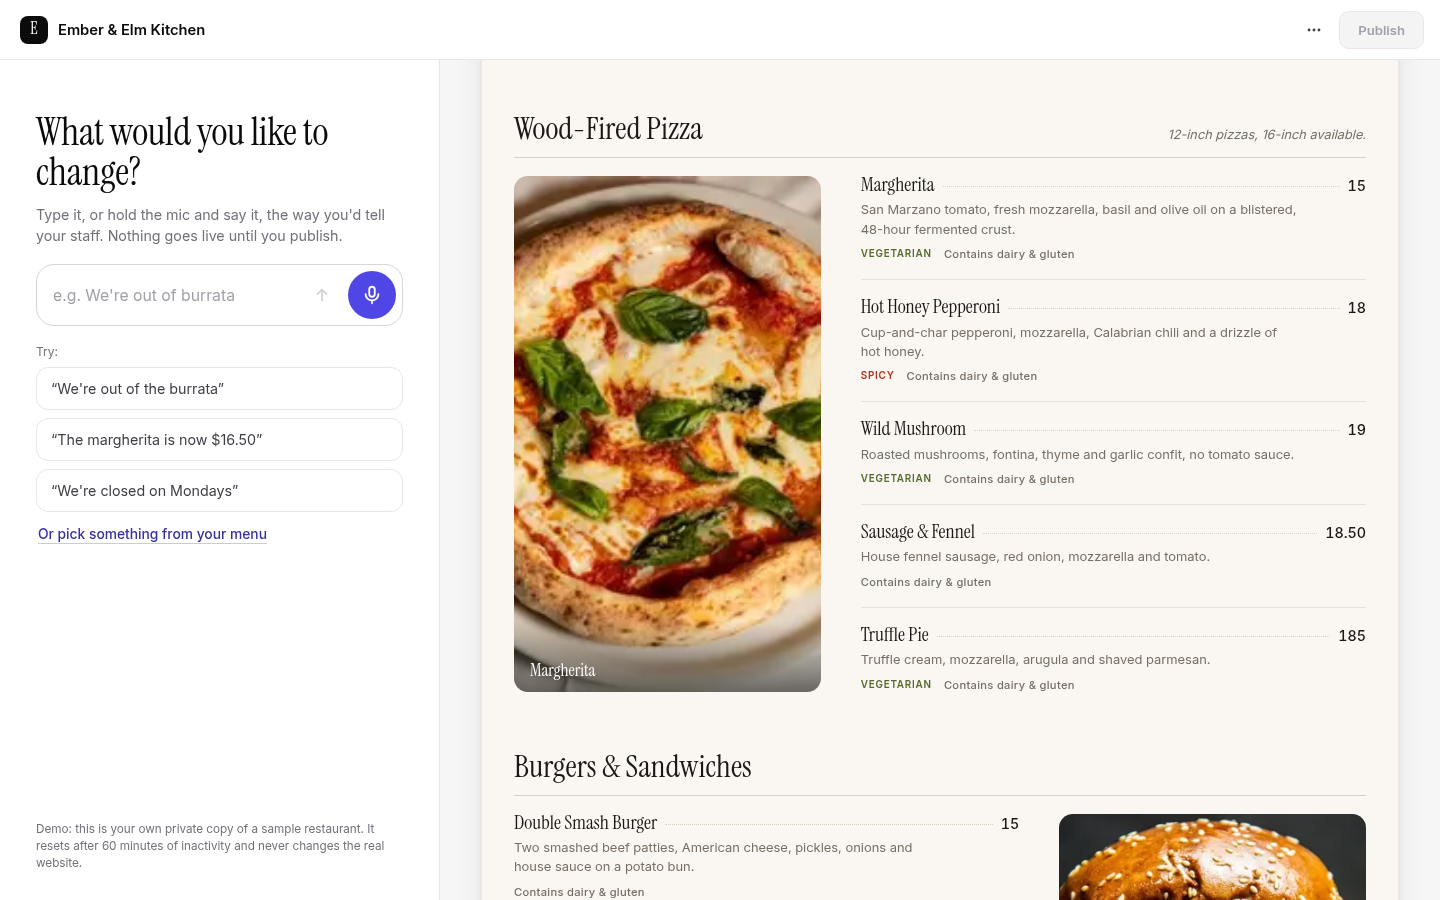 E
Ember & Elm Kitchen
Publish
What would you like to
change?
Type it, or hold the mic and say it, the way you'd tell
your staff. Nothing goes live until you publish.
e.g. We're out of burrata
Try:
“We're out of the burrata”
“The margherita is now $16.50”
“We're closed on Mondays”
Or pick something from your menu
Demo: this is your own private copy of a sample restaurant. It
resets after 60 minutes of inactivity and never changes the real
website.
Wood-Fired Pizza
12-inch pizzas, 16-inch available.
Margherita
Margherita 15
San Marzano tomato, fresh mozzarella, basil and olive oil on a blistered,
48-hour fermented crust.
VEGETARIAN Contains dairy & gluten
Hot Honey Pepperoni 18
Cup-and-char pepperoni, mozzarella, Calabrian chili and a drizzle of
hot honey.
SPICY Contains dairy & gluten
Wild Mushroom 19
Roasted mushrooms, fontina, thyme and garlic confit, no tomato sauce.
VEGETARIAN Contains dairy & gluten
Sausage & Fennel 18.50
House fennel sausage, red onion, mozzarella and tomato.
Contains dairy & gluten
Truffle Pie 185
Truffle cream, mozzarella, arugula and shaved parmesan.
VEGETARIAN Contains dairy & gluten
Burgers & Sandwiches
Double Smash Burger 15
Two smashed beef patties, American cheese, pickles, onions and
house sauce on a potato bun.
Contains dairy & gluten